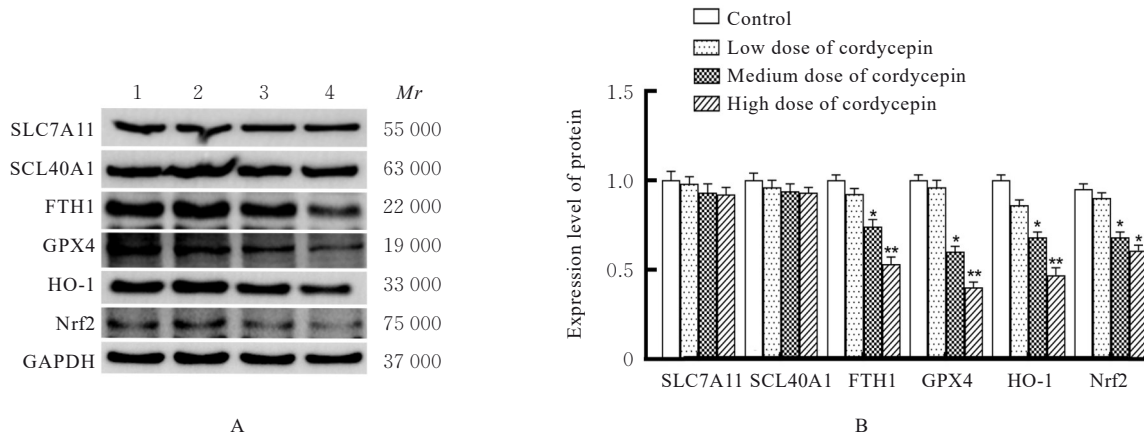 1 2 3 4 Mr
SLC7A11 55 000
SCL40A1 63 000
FTH1 22 000
GPX4 19 000
HO-1 33 000
Nrf2 75 000
GAPDH 37 000
A
Control
Low dose of cordycepin
Medium dose of cordycepin
High dose of cordycepin
Expression level of protein
1.5
1.0
0.5
0
* ** * ** * ** * *
SLC7A11 SCL40A1 FTH1 GPX4 HO-1 Nrf2
B